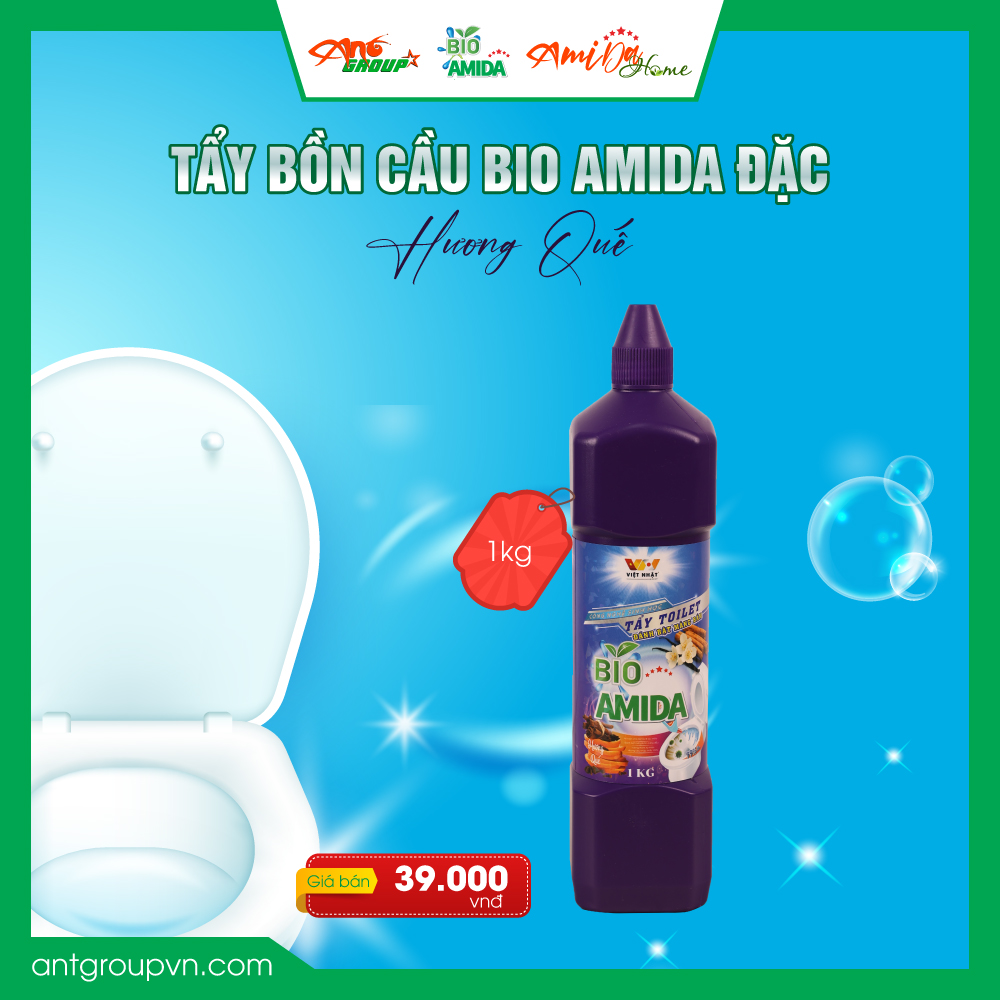 Ant GROUP
BIO AMIDA
AmiDa Home
TẨY BỒN CẦU BIO AMIDA ĐẶC
Hương Quế
1kg
VIỆT NHẬT
TẨY TOILET
BIO
AMIDA
1 KG
Giá bán 39.000
vnđ
antgroupvn.com